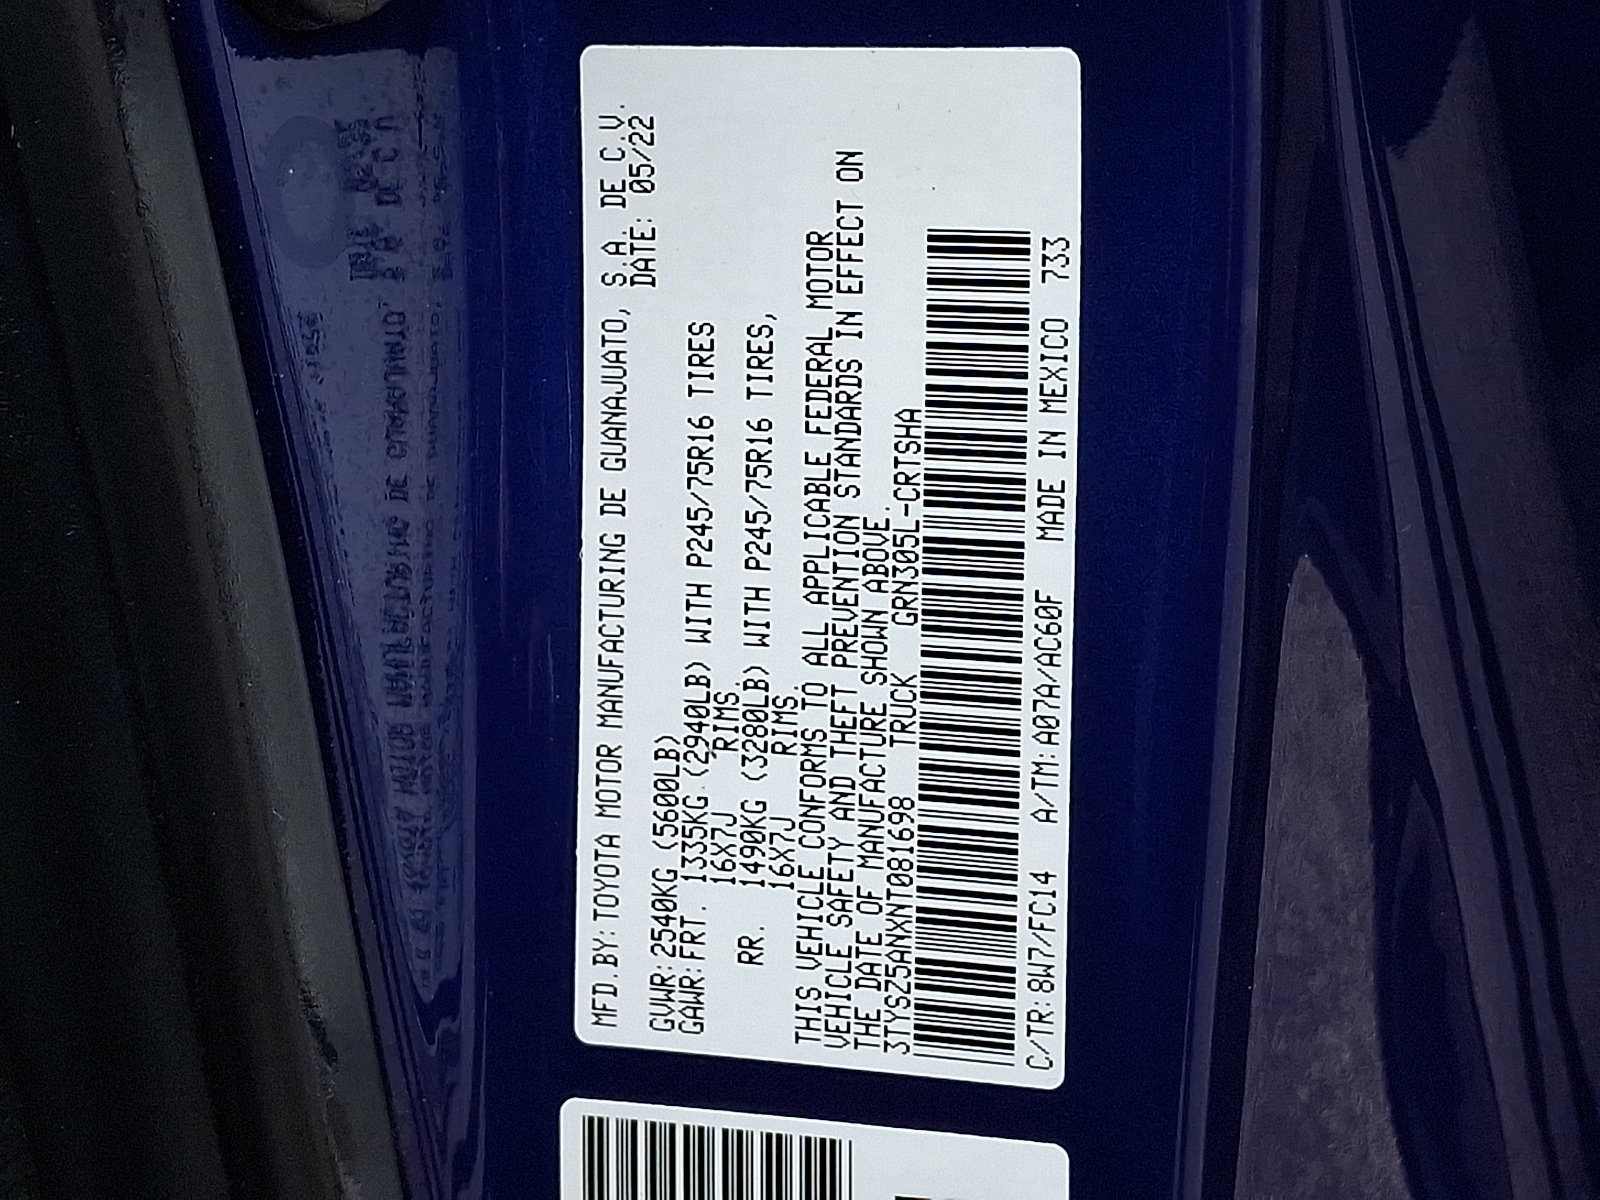 MFD.BY:TOYOTA MOTOR MANUFACTURING DE GUANAJUATO, S.A. DE C.V.
DATE: 05/22
GVWR:2540KG (5600LB)
GAWR:FRT. 1335KG (2940LB) WITH P245/75R16 TIRES
16X7J RIMS.
RR. 1490KG (3280LB) WITH P245/75R16 TIRES,
16X7J RIMS.
THIS VEHICLE CONFORMS TO ALL APPLICABLE FEDERAL MOTOR
VEHICLE SAFETY AND THEFT PREVENTION STANDARDS IN EFFECT ON
THE DATE OF MANUFACTURE SHOWN ABOVE.
3TYSZ5ANXNT081698 TRUCK GRN305L-CRTSHA
C/TR:8W7/FC14 A/TM:A07A/AC60F MADE IN MEXICO 733